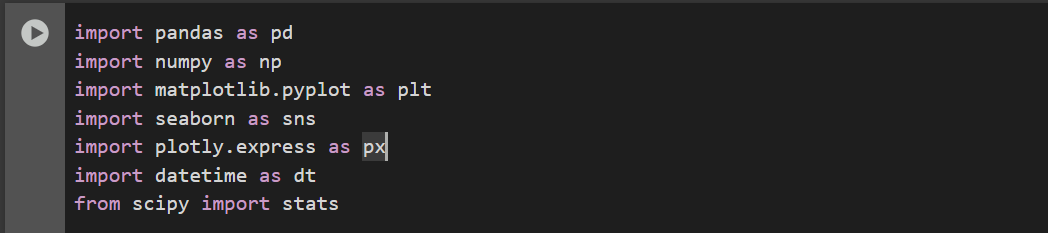 import pandas as pd
import numpy as np
import matplotlib.pyplot as plt
import seaborn as sns
import plotly.express as px
import datetime as dt
from scipy import stats